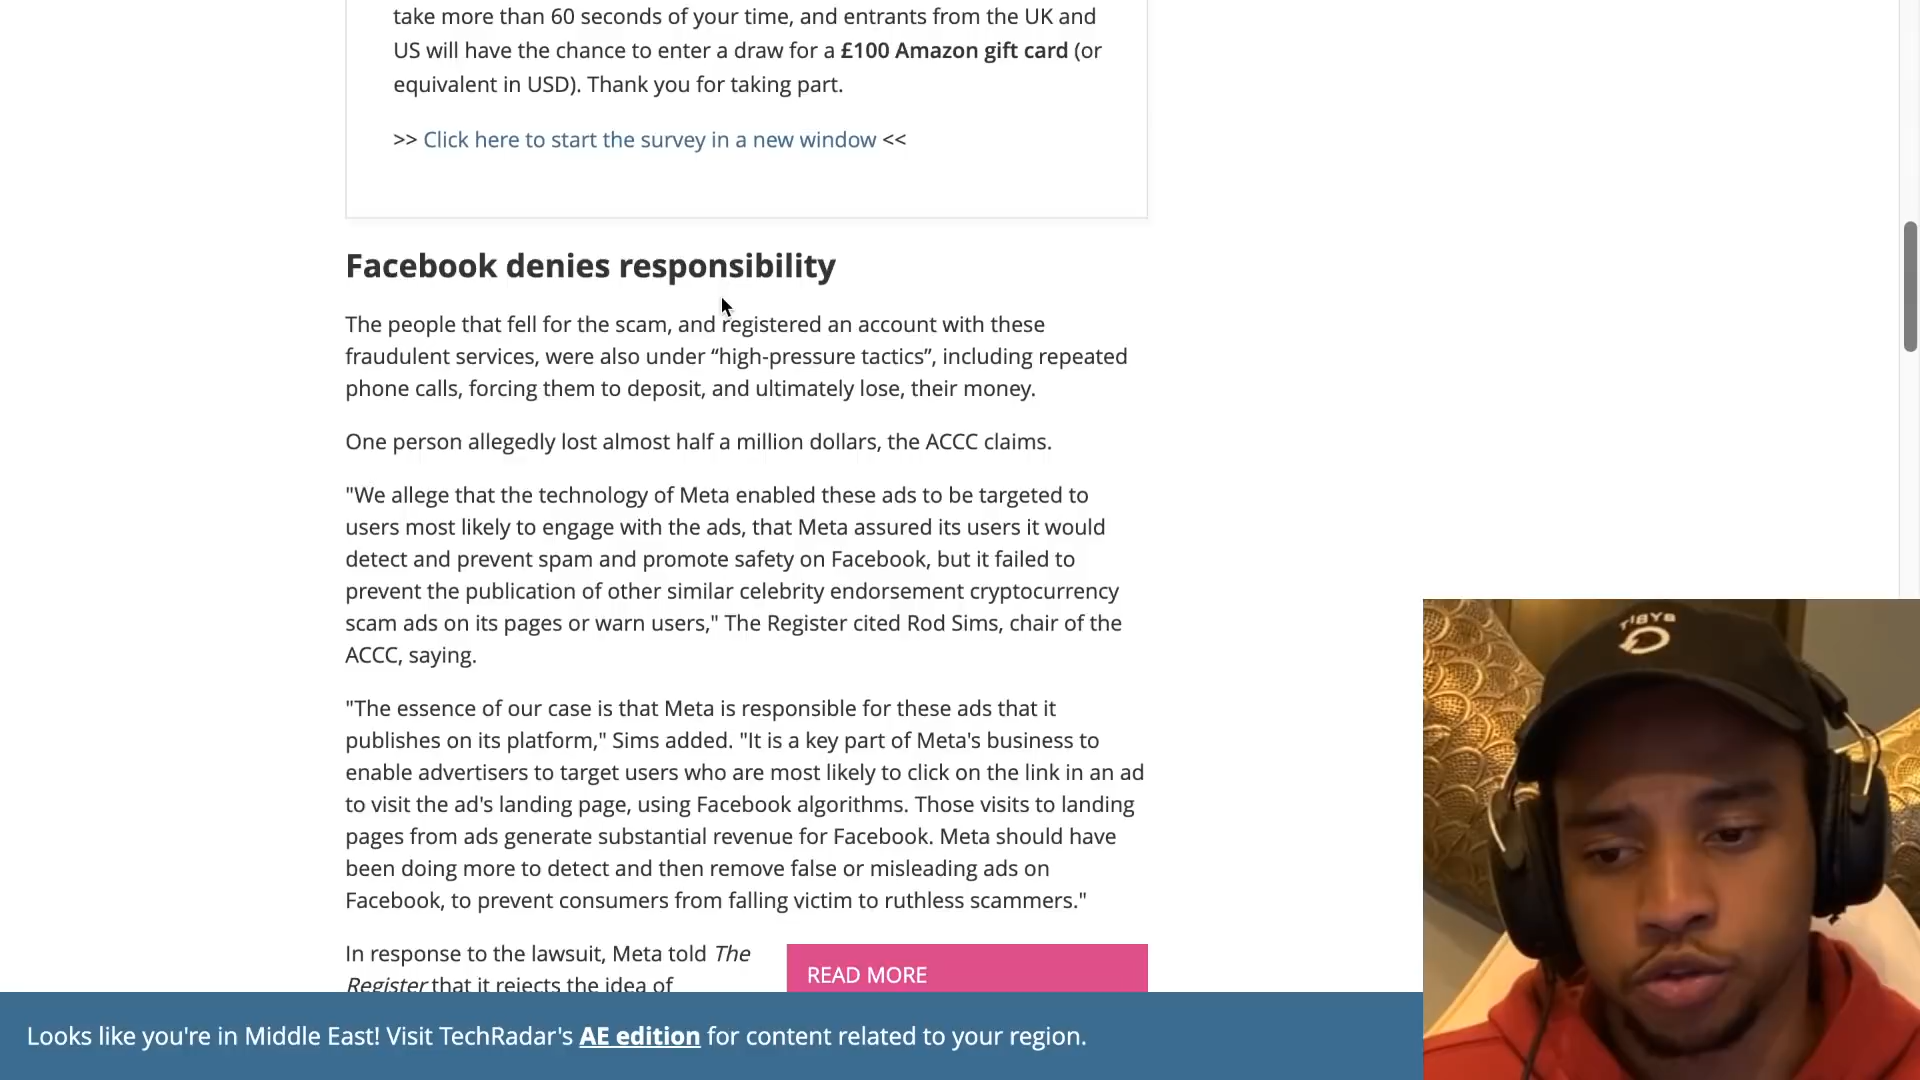 take more than 60 seconds of your time, and entrants from the UK and
US will have the chance to enter a draw for a £100 Amazon gift card (or
equivalent in USD). Thank you for taking part.
>> Click here to start the survey in a new window <<
Facebook denies responsibility
The people that fell for the scam, and registered an account with these
fraudulent services, were also under “high-pressure tactics”, including repeated
phone calls, forcing them to deposit, and ultimately lose, their money.
One person allegedly lost almost half a million dollars, the ACCC claims.
"We allege that the technology of Meta enabled these ads to be targeted to
users most likely to engage with the ads, that Meta assured its users it would
detect and prevent spam and promote safety on Facebook, but it failed to
prevent the publication of other similar celebrity endorsement cryptocurrency
scam ads on its pages or warn users," The Register cited Rod Sims, chair of the
ACCC, saying.
"The essence of our case is that Meta is responsible for these ads that it
publishes on its platform," Sims added. "It is a key part of Meta's business to
enable advertisers to target users who are most likely to click on the link in an ad
to visit the ad's landing page, using Facebook algorithms. Those visits to landing
pages from ads generate substantial revenue for Facebook. Meta should have
been doing more to detect and then remove false or misleading ads on
Facebook, to prevent consumers from falling victim to ruthless scammers."
In response to the lawsuit, Meta told The
Register that it rejects the idea of
READ MORE
Looks like you're in Middle East! Visit TechRadar's AE edition for content related to your region.